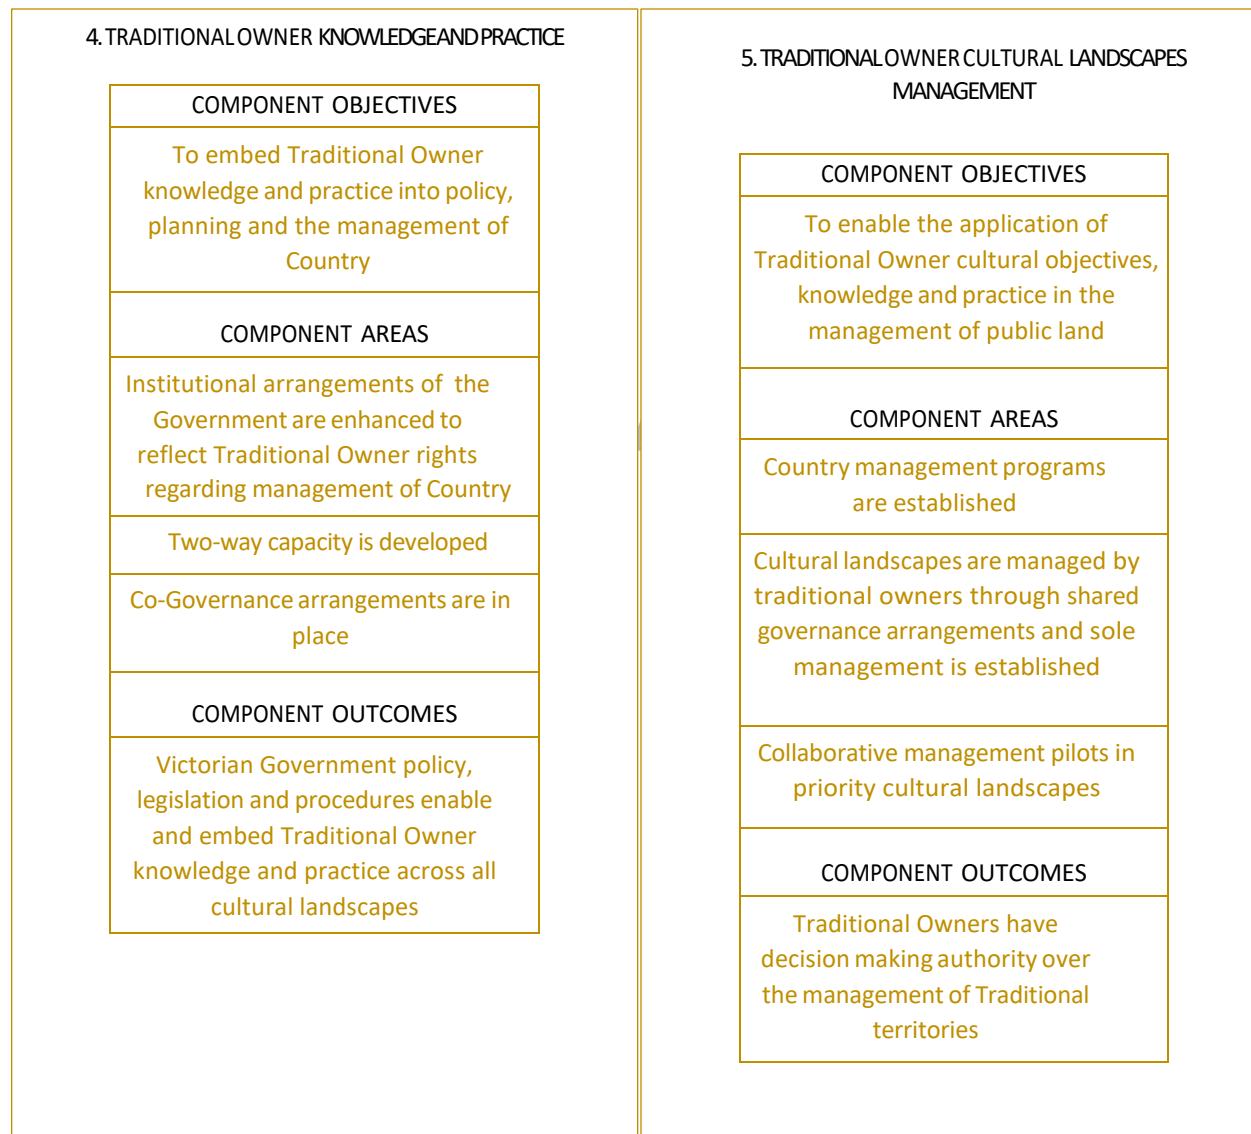 4. TRADITIONAL OWNER KNOWLEDGE AND PRACTICE
COMPONENT OBJECTIVES
To embed Traditional Owner
knowledge and practice into policy,
planning and the management of
Country
COMPONENT AREAS
Institutional arrangements of the
Government are enhanced to
reflect Traditional Owner rights
regarding management of Country
Two-way capacity is developed
Co-Governance arrangements are in
place
COMPONENT OUTCOMES
Victorian Government policy,
legislation and procedures enable
and embed Traditional Owner
knowledge and practice across all
cultural landscapes
5. TRADITIONAL OWNER CULTURAL LANDSCAPES
MANAGEMENT
COMPONENT OBJECTIVES
To enable the application of
Traditional Owner cultural objectives,
knowledge and practice in the
management of public land
COMPONENT AREAS
Country management programs
are established
Cultural landscapes are managed by
traditional owners through shared
governance arrangements and sole
management is established
Collaborative management pilots in
priority cultural landscapes
COMPONENT OUTCOMES
Traditional Owners have
decision making authority over
the management of Traditional
territories